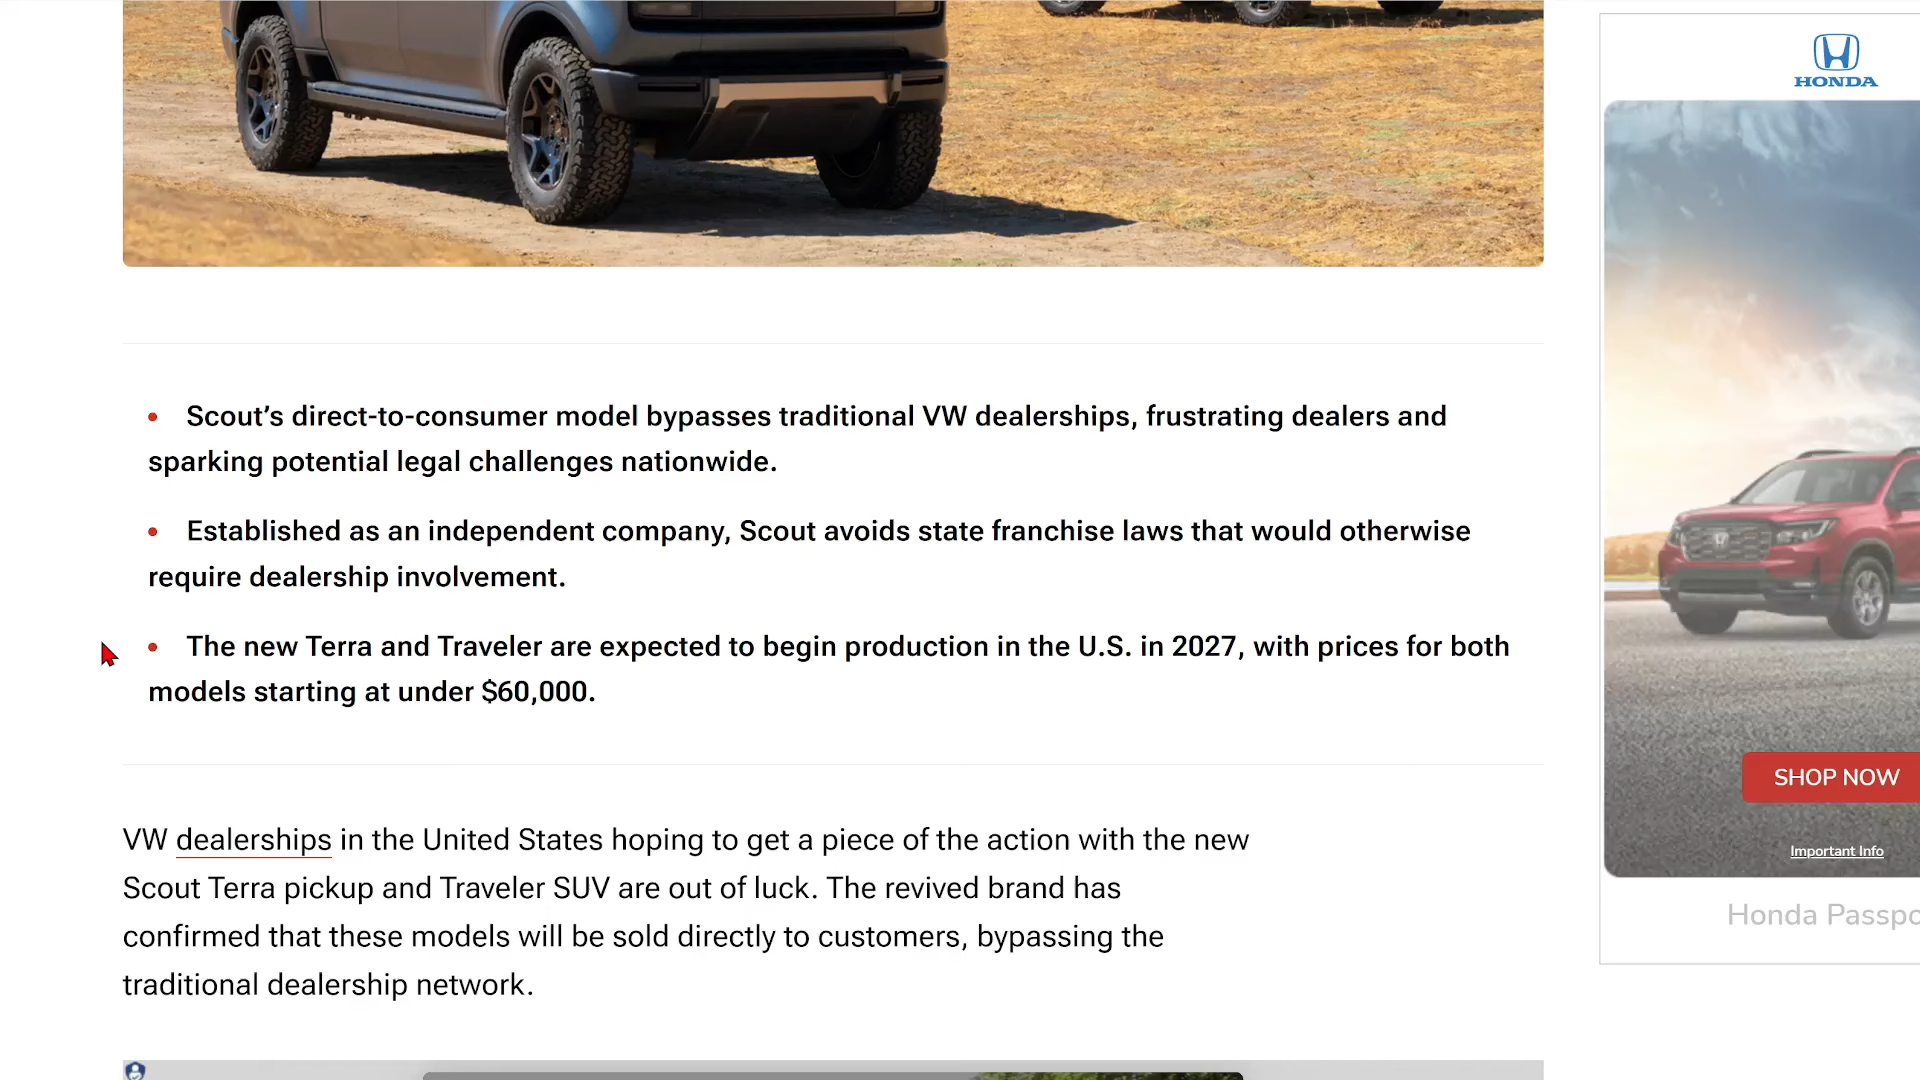 HONDA
• Scout’s direct-to-consumer model bypasses traditional VW dealerships, frustrating dealers and
sparking potential legal challenges nationwide.
• Established as an independent company, Scout avoids state franchise laws that would otherwise
require dealership involvement.
• The new Terra and Traveler are expected to begin production in the U.S. in 2027, with prices for both
models starting at under $60,000.
VW dealerships in the United States hoping to get a piece of the action with the new
Scout Terra pickup and Traveler SUV are out of luck. The revived brand has
confirmed that these models will be sold directly to customers, bypassing the
traditional dealership network.
SHOP NOW
Important Info
Honda Passpo